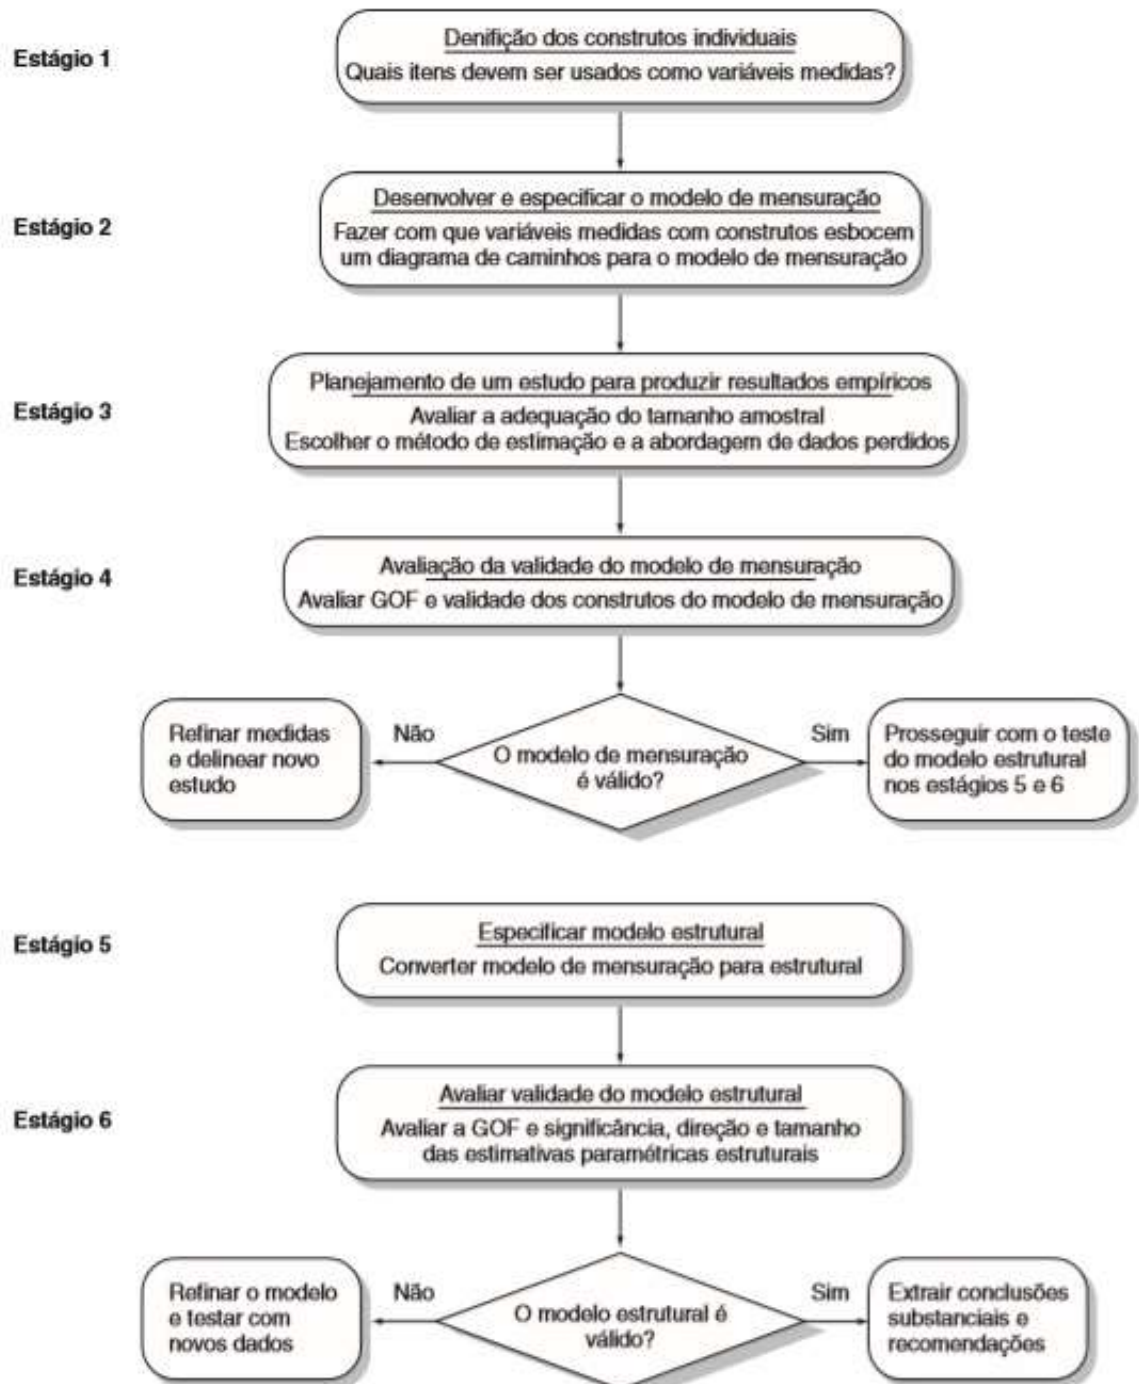 Estágio 1
Denifição dos construtos individuais
Quais itens devem ser usados como variáveis medidas?
Estágio 2
Desenvolver e especificar o modelo de mensuração
Fazer com que variáveis medidas com construtos esbocem
um diagrama de caminhos para o modelo de mensuração
Estágio 3
Planejamento de um estudo para produzir resultados empíricos
Avaliar a adequação do tamanho amostral
Escolher o método de estimação e a abordagem de dados perdidos
Estágio 4
Avaliação da validade do modelo de mensuração
Avaliar GOF e validade dos construtos do modelo de mensuração
Refinar medidas
e delinear novo
estudo
Não
O modelo de mensuração
é válido?
Sim
Prosseguir com o teste
do modelo estrutural
nos estágios 5 e 6
Estágio 5
Especificar modelo estrutural
Converter modelo de mensuração para estrutural
Estágio 6
Avaliar validade do modelo estrutural
Avaliar a GOF e significância, direção e tamanho
das estimativas paramétricas estruturais
Refinar o modelo
e testar com
novos dados
Não
O modelo estrutural é
válido?
Sim
Extrair conclusões
substanciais e
recomendações